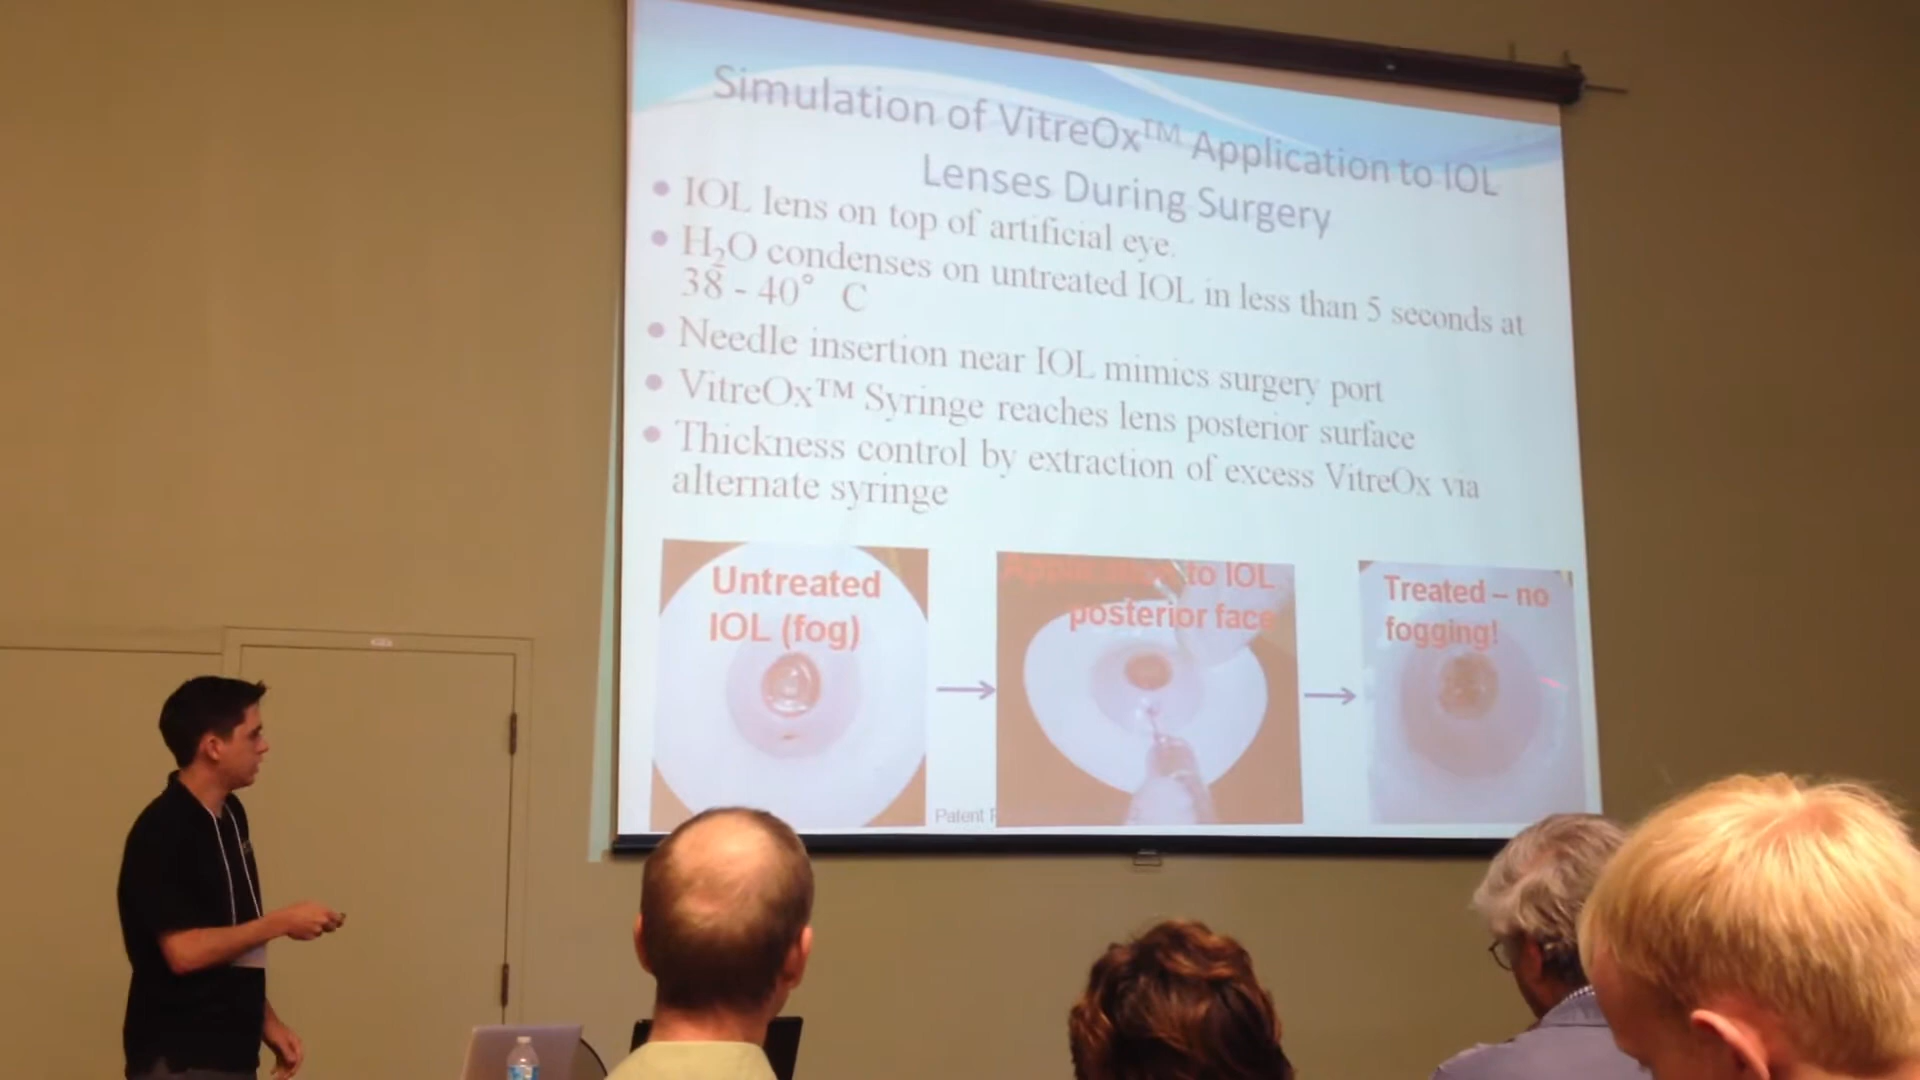 Simulation of VitreOx™ Application to IOL
Lenses During Surgery
• IOL lens on top of artificial eye.
• H₂O condenses on untreated IOL in less than 5 seconds at
38 - 40° C
• Needle insertion near IOL mimics surgery port
• VitreOx™ Syringe reaches lens posterior surface
• Thickness control by extraction of excess VitreOx via
alternate syringe
Untreated
IOL (fog)
to IOL
posterior face
Treated – no
fogging!
Patent